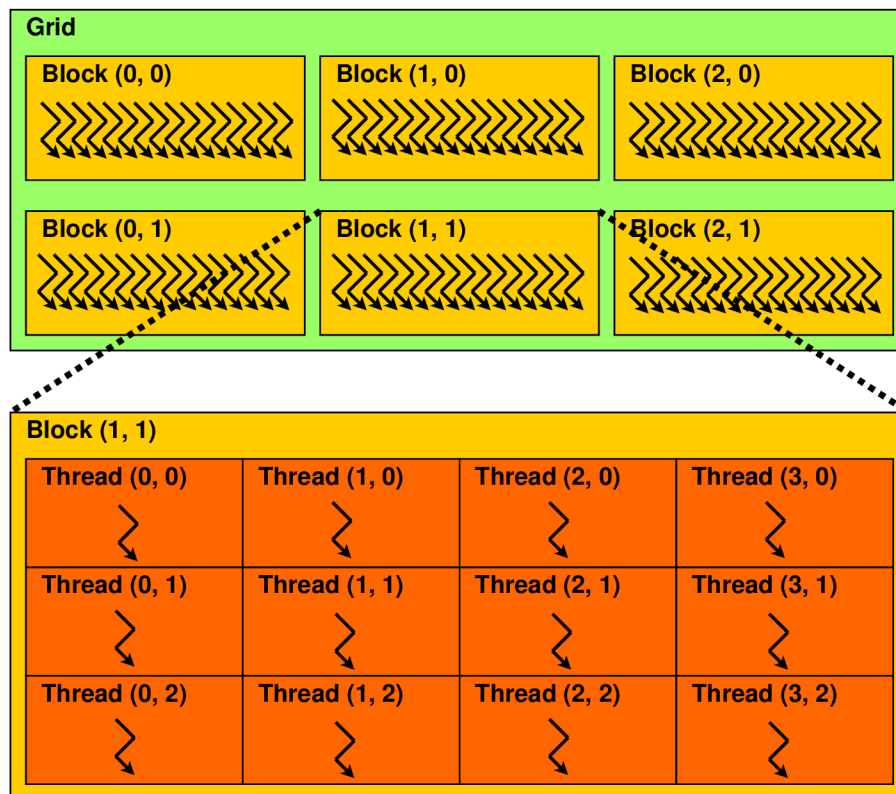 Grid
Block (0, 0) Block (1, 0) Block (2, 0)
Block (0, 1) Block (1, 1) Block (2, 1)
Block (1, 1)
Thread (0, 0) Thread (1, 0) Thread (2, 0) Thread (3, 0)
Thread (0, 1) Thread (1, 1) Thread (2, 1) Thread (3, 1)
Thread (0, 2) Thread (1, 2) Thread (2, 2) Thread (3, 2)